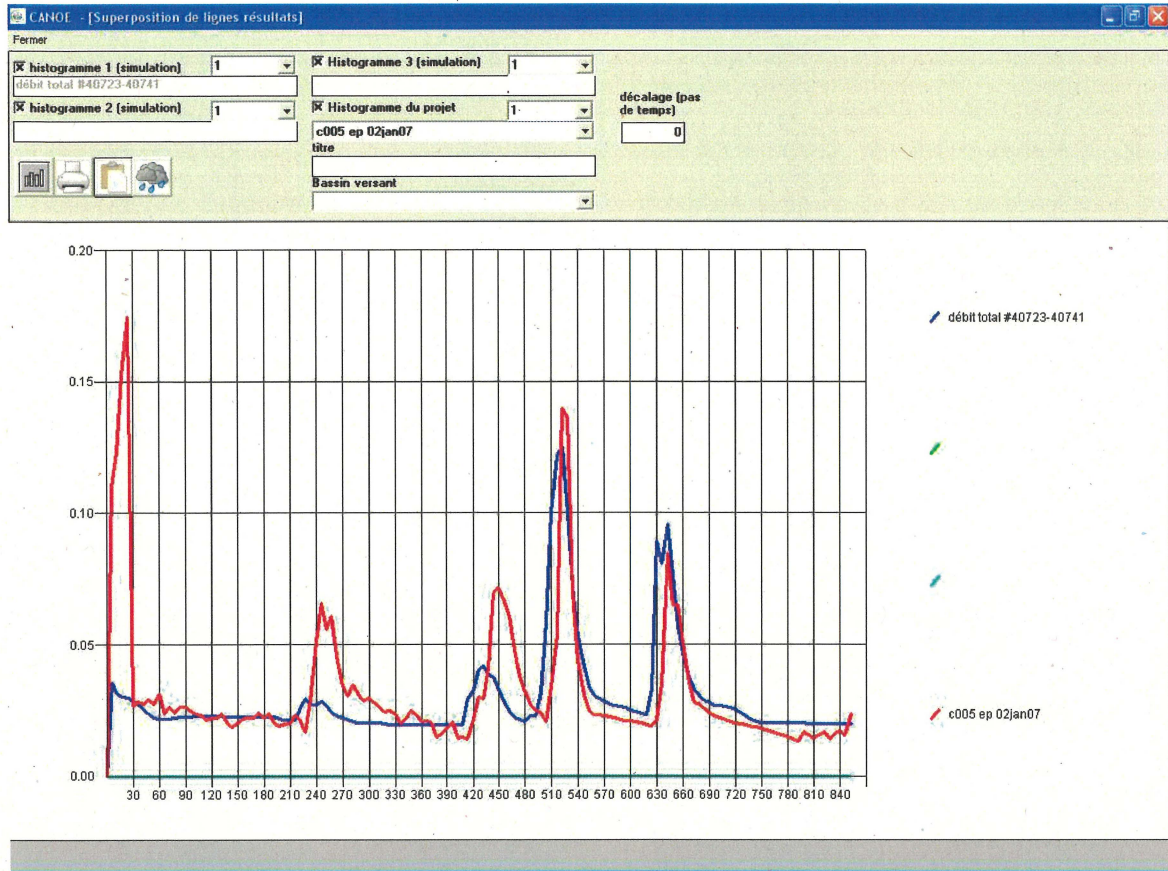 CANOE - [Superposition de lignes résultats]
Fermer
histogramme 1 (simulation) 1
débit total #40723-40741
histogramme 2 (simulation) 1
Histogramme 3 (simulation) 1
Histogramme du projet 1
c005 ep 02jan07
titre
Bassin versant
décalage (pas
de temps)
0
0.20
0.15
0.10
0.05
0.00
30 60 90 120 150 180 210 240 270 300 330 360 390 420 450 480 510 540 570 600 630 660 690 720 750 780 810 840
débit total #40723-40741
c005 ep 02jan07